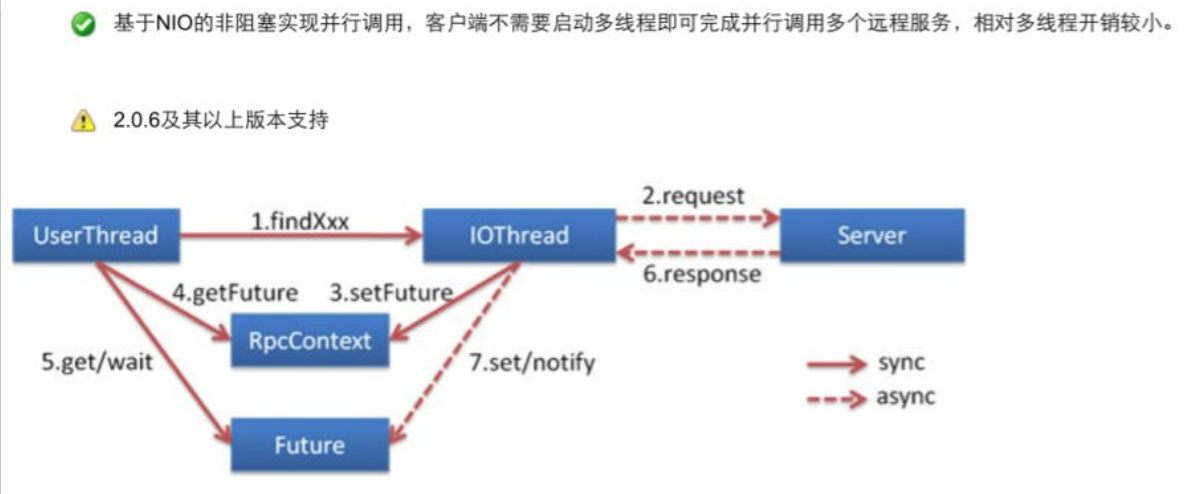 基于NIO的非阻塞实现并行调用，客户端不需要启动多线程即可完成并行调用多个远程服务，相对多线程开销较小。
2.0.6及其以上版本支持
2.request
1.findXxx
UserThread
IOThread
Server
6.response
4.getFuture
3.setFuture
RpcContext
5.get/wait
7.set/notify
sync
async
Future